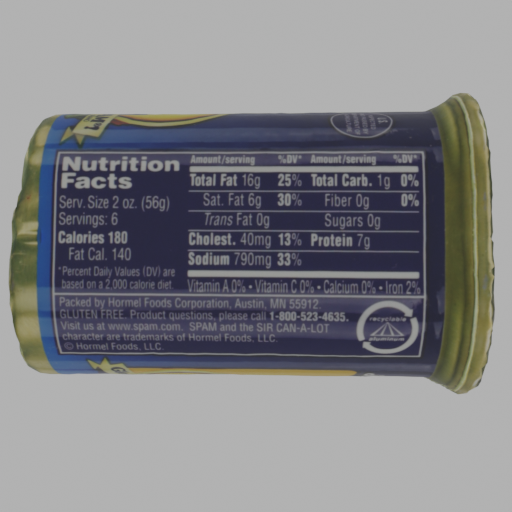 Nutrition Facts
Serv. Size 2 oz. (56g)
Servings: 6
Calories 180
Fat Cal. 140
*Percent Daily Values (DV) are
based on a 2,000 calorie diet.
Amount/serving %DV* Amount/serving %DV*
Total Fat 16g 25% Total Carb. 1g 0%
Sat. Fat 6g 30% Fiber 0g 0%
Trans Fat 0g Sugars 0g
Cholest. 40mg 13% Protein 7g
Sodium 790mg 33%
Vitamin A 0% • Vitamin C 0% • Calcium 0% • Iron 2%
Packed by Hormel Foods Corporation, Austin, MN 55912
GLUTEN FREE. Product questions, please call 1-800-523-4635.
Visit us at www.spam.com. SPAM and the SIR CAN-A-LOT
character are trademarks of Hormel Foods, LLC.
© Hormel Foods, LLC.
recyclable
aluminum